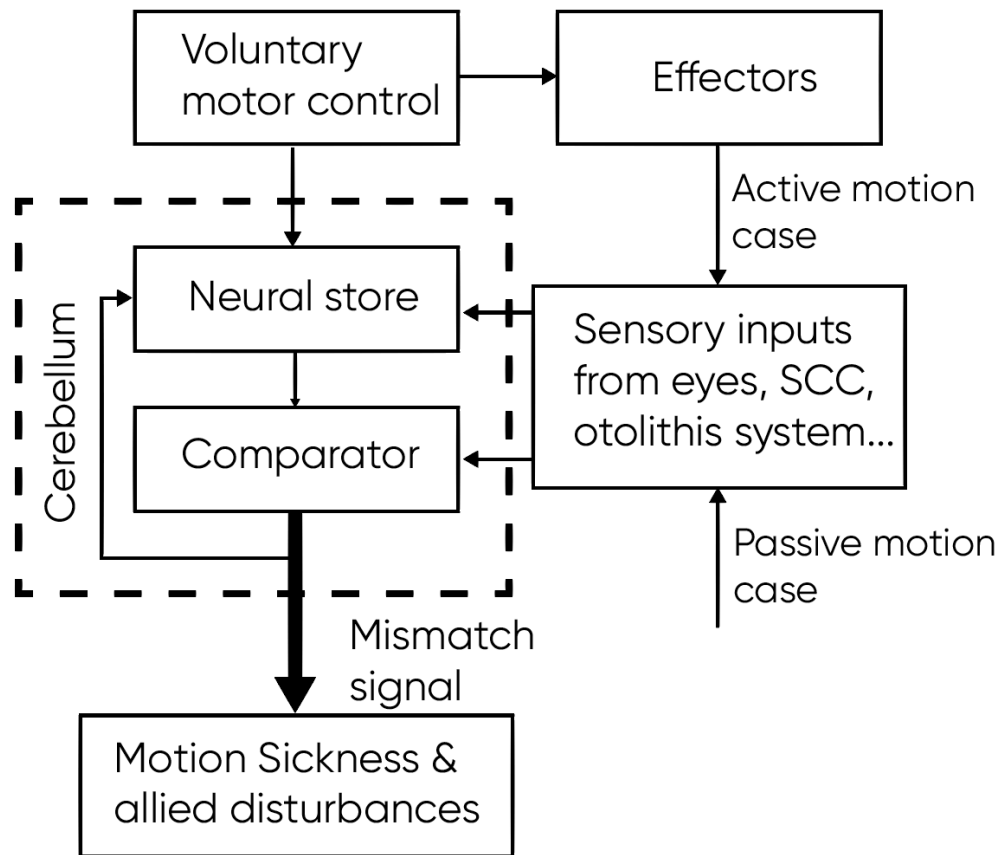 Voluntary
motor control
Effectors
Active motion
case
Neural store
Sensory inputs
from eyes, SCC,
otolithis system...
Cerebellum
Comparator
Passive motion
case
Mismatch
signal
Motion Sickness &
allied disturbances